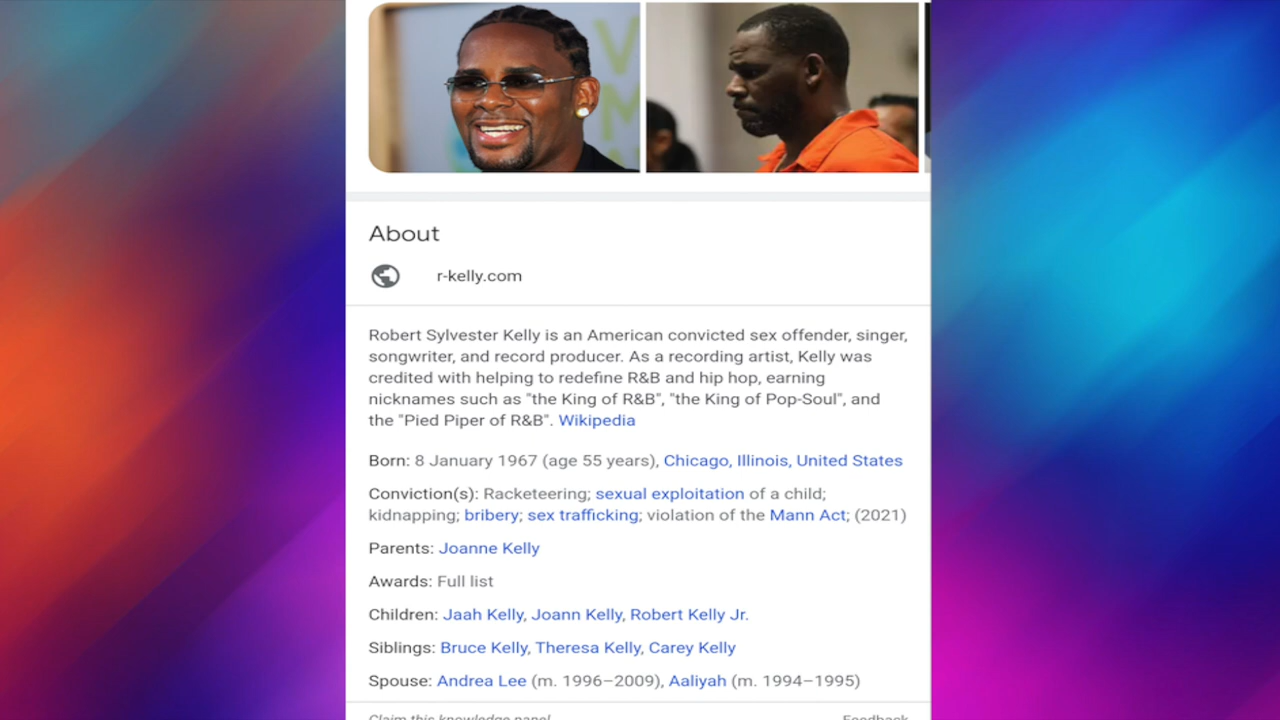 About
r-kelly.com
Robert Sylvester Kelly is an American convicted sex offender, singer,
songwriter, and record producer. As a recording artist, Kelly was
credited with helping to redefine R&B and hip hop, earning
nicknames such as "the King of R&B", "the King of Pop-Soul", and
the "Pied Piper of R&B". Wikipedia
Born: 8 January 1967 (age 55 years), Chicago, Illinois, United States
Conviction(s): Racketeering; sexual exploitation of a child;
kidnapping; bribery; sex trafficking; violation of the Mann Act; (2021)
Parents: Joanne Kelly
Awards: Full list
Children: Jaah Kelly, Joann Kelly, Robert Kelly Jr.
Siblings: Bruce Kelly, Theresa Kelly, Carey Kelly
Spouse: Andrea Lee (m. 1996–2009), Aaliyah (m. 1994–1995)
Claim this knowledge panel Feedback